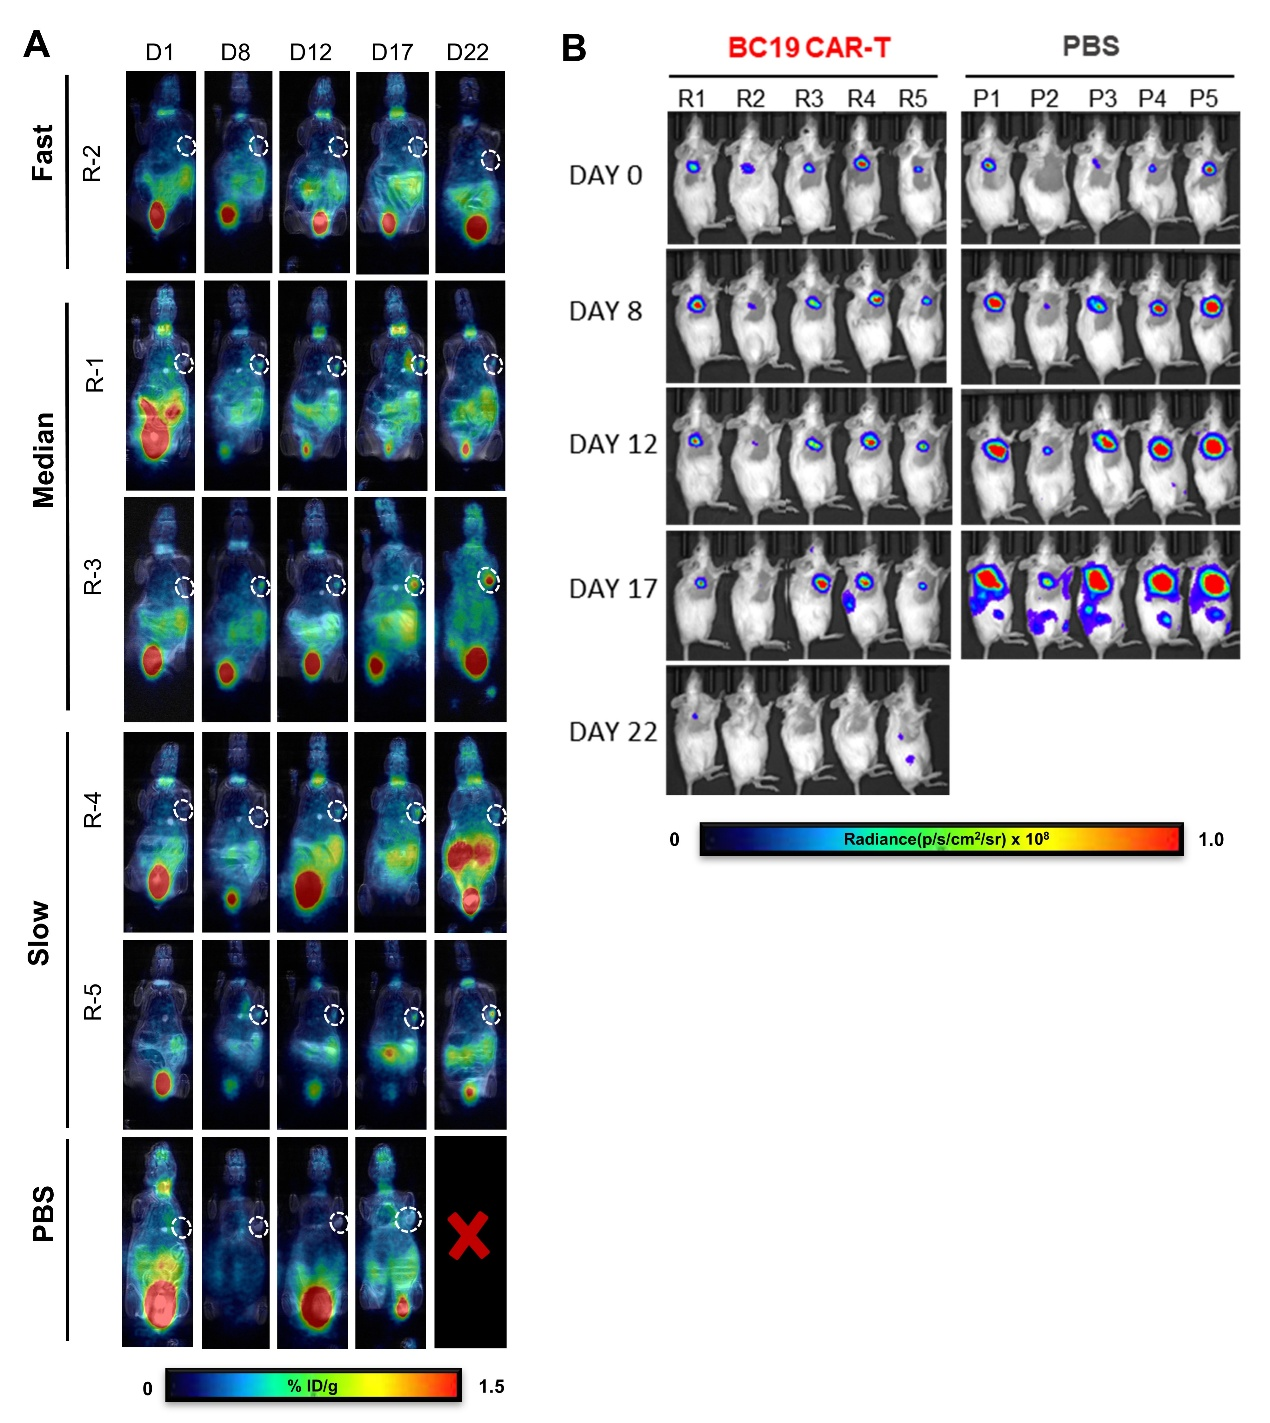 A
D1 D8 D12 D17 D22
Fast
R-2
Median
R-1
R-3
Slow
R-4
R-5
PBS
0 % ID/g 1.5
B
BC19 CAR-T PBS
R1 R2 R3 R4 R5 P1 P2 P3 P4 P5
DAY 0
DAY 8
DAY 12
DAY 17
DAY 22
0 Radiance(p/s/cm²/sr) x 10⁸ 1.0